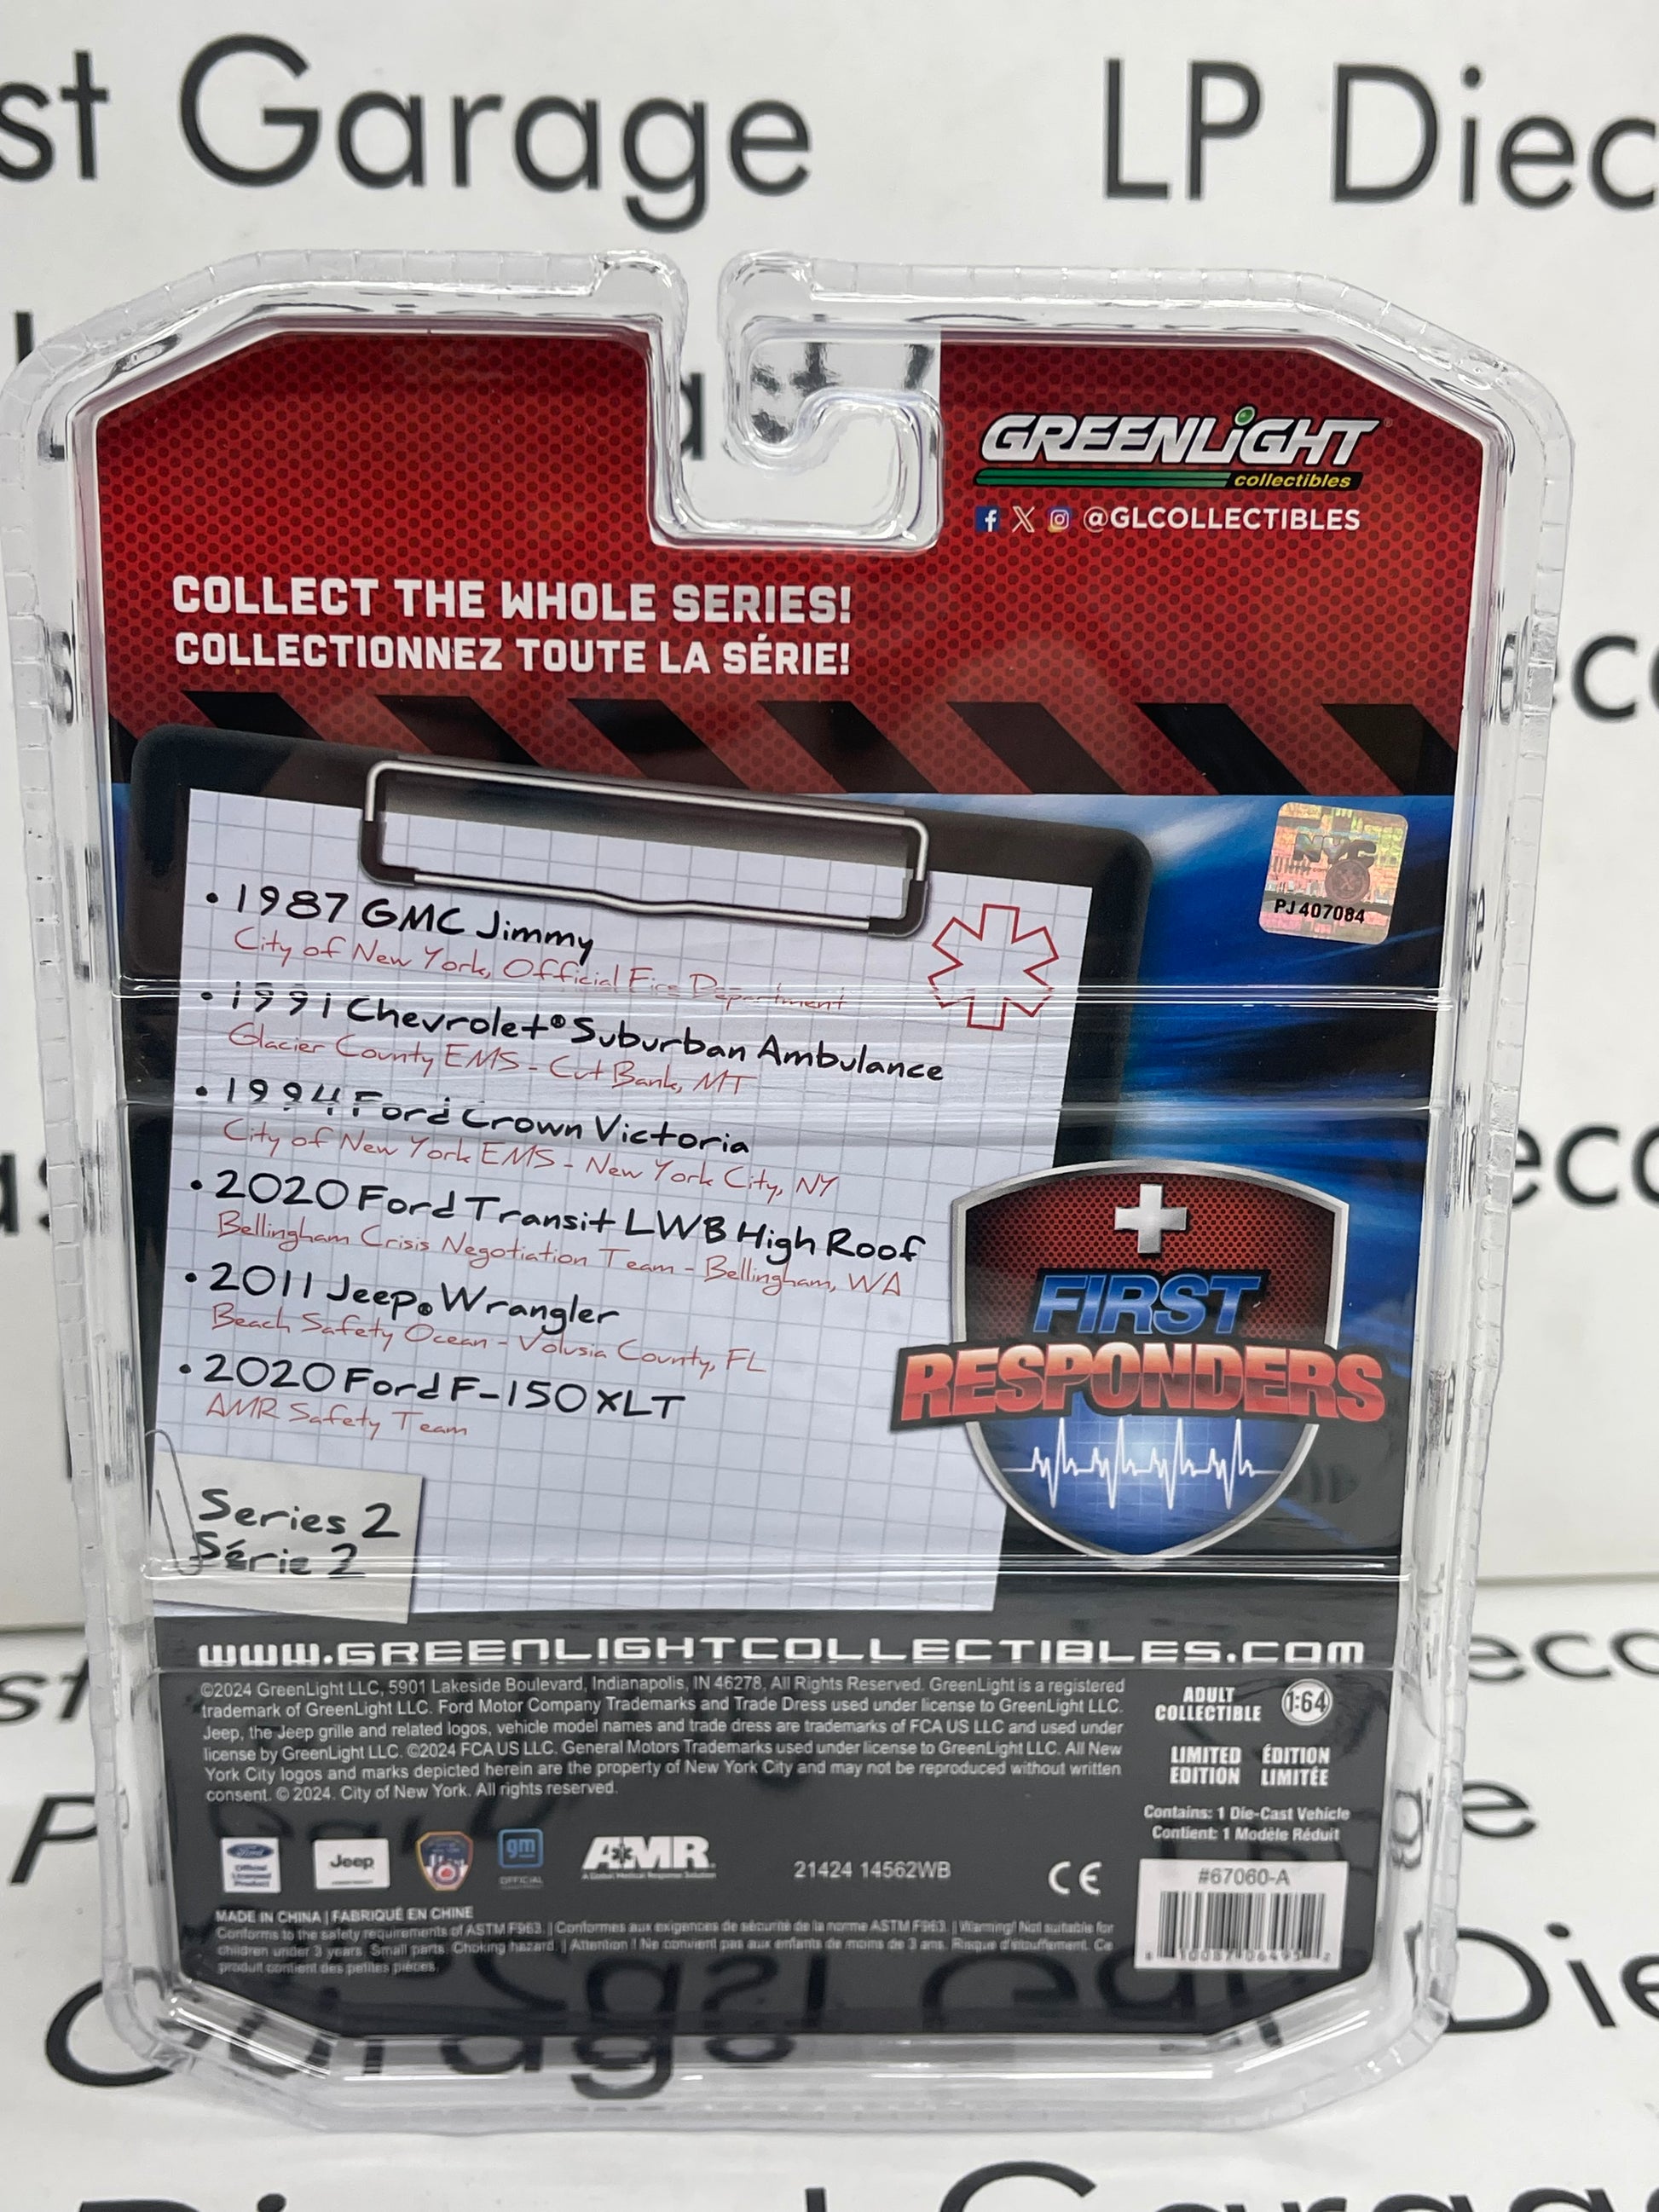 st Garage
LP Diec
GREENLiGHT
collectibles
@GLCOLLECTIBLES
COLLECT THE WHOLE SERIES!
COLLECTIONNEZ TOUTE LA SÉRIE!
NYC
PJ 407084
• 1987 GMC Jimmy
City of New York, Official Fire Department
• 1991 Chevrolet® Suburban Ambulance
Glacier County EMS - Cut Bank, MT
• 1994 Ford Crown Victoria
City of New York EMS - New York City, NY
• 2020 Ford Transit LWB High Roof
Bellingham Crisis Negotiation Team - Bellingham, WA
• 2011 Jeep® Wrangler
Beach Safety Ocean - Volusia County, FL
• 2020 Ford F-150 XLT
AMR Safety Team
Series 2
Série 2
FIRST
RESPONDERS
www.GREENLIGHTCOLLECTIBLES.COM
©2024 GreenLight LLC, 5901 Lakeside Boulevard, Indianapolis, IN 46278, All Rights Reserved. GreenLight is a registered
trademark of GreenLight LLC. Ford Motor Company Trademarks and Trade Dress used under license to GreenLight LLC.
Jeep, the Jeep grille and related logos, vehicle model names and trade dress are trademarks of FCA US LLC and used under
license by GreenLight LLC. ©2024 FCA US LLC. General Motors Trademarks used under license to GreenLight LLC. All New
York City logos and marks depicted herein are the property of New York City and may not be reproduced without written
consent. © 2024. City of New York. All rights reserved.
ADULT
COLLECTIBLE
1:64
LIMITED EDITION
ÉDITION LIMITÉE
Contains: 1 Die-Cast Vehicle
Contient: 1 Modèle Réduit
Ford
Official
Licensed
Product
Jeep
gm
OFFICIAL
AMR
21424 14562WB
CE
#67060-A
MADE IN CHINA | FABRIQUÉ EN CHINE
Conforms to the safety requirements of ASTM F963. | Conformes aux exigences de sécurité de la norme ASTM F963. | Warning! Not suitable for
children under 3 years. Small parts. Choking hazard. | Attention ! Ne convient pas aux enfants de moins de 3 ans. Risque d'étouffement. Ce
produit contient des petites pièces.